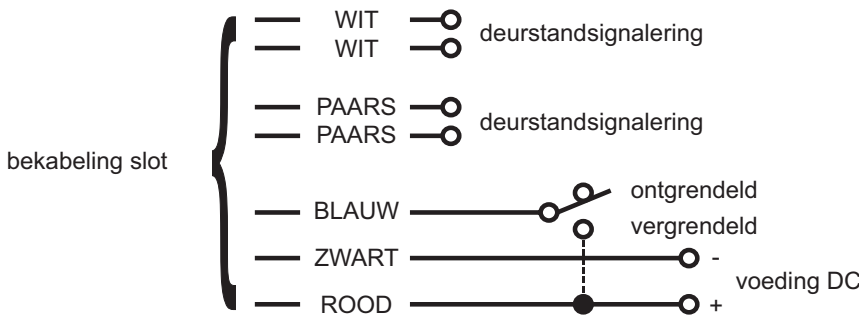 WIT
WIT
deurstandsignalering
PAARS
PAARS
deurstandsignalering
bekabeling slot
BLAUW
ontgrendeld
vergrendeld
ZWART
-
voeding DC
ROOD
+